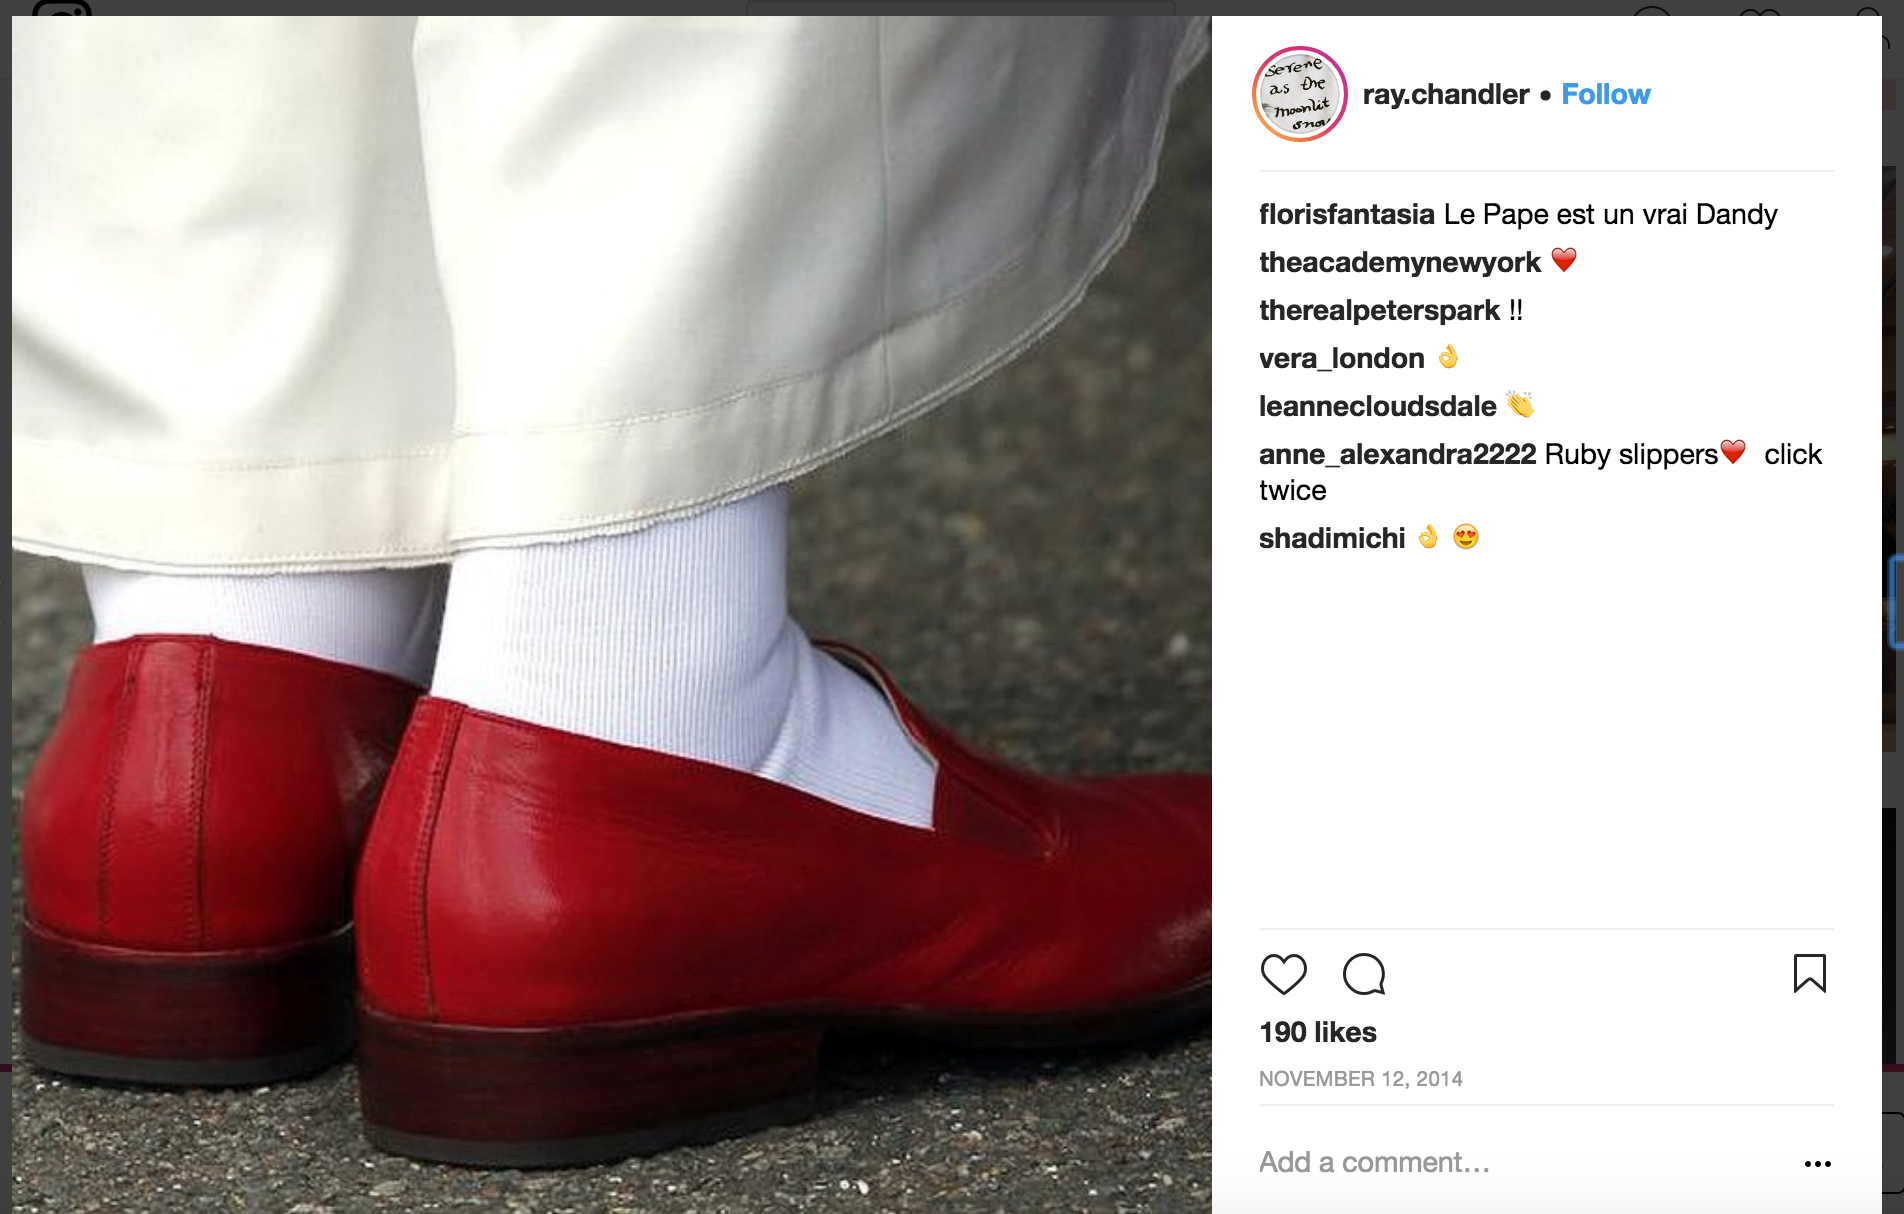 serene
as the
moonlit
snow
ray.chandler • Follow
florisfantasia Le Pape est un vrai Dandy
theacademynewyork ❤️
therealpeterspark !!
vera_london 👌
leannecloudsdale 👏
anne_alexandra2222 Ruby slippers❤️ click
twice
shadimichi 👌 😍
190 likes
NOVEMBER 12, 2014
Add a comment...